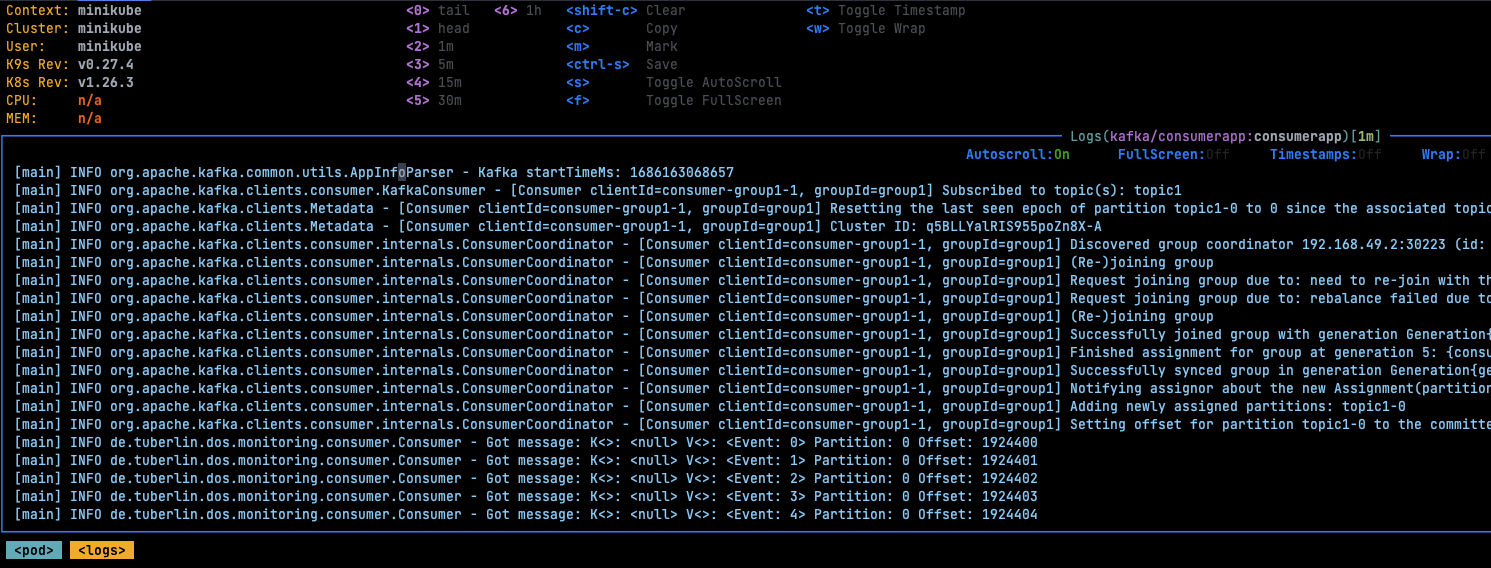 Context: minikube <0> tail <6> 1h <shift-c> Clear <t> Toggle Timestamp
Cluster: minikube <1> head <c> Copy <w> Toggle Wrap
User: minikube <2> 1m <m> Mark
K9s Rev: v0.27.4 <3> 5m <ctrl-s> Save
K8s Rev: v1.26.3 <4> 15m <s> Toggle AutoScroll
CPU: n/a <5> 30m <f> Toggle FullScreen
MEM: n/a
Logs(kafka/consumerapp:consumerapp)[1m]
Autoscroll:On FullScreen:Off Timestamps:Off Wrap:Off
[main] INFO org.apache.kafka.common.utils.AppInfoParser - Kafka startTimeMs: 1686163068657
[main] INFO org.apache.kafka.clients.consumer.KafkaConsumer - [Consumer clientId=consumer-group1-1, groupId=group1] Subscribed to topic(s): topic1
[main] INFO org.apache.kafka.clients.Metadata - [Consumer clientId=consumer-group1-1, groupId=group1] Resetting the last seen epoch of partition topic1-0 to 0 since the associated topic
[main] INFO org.apache.kafka.clients.Metadata - [Consumer clientId=consumer-group1-1, groupId=group1] Cluster ID: q5BLLYalRIS955poZn8X-A
[main] INFO org.apache.kafka.clients.consumer.internals.ConsumerCoordinator - [Consumer clientId=consumer-group1-1, groupId=group1] Discovered group coordinator 192.168.49.2:30223 (id:
[main] INFO org.apache.kafka.clients.consumer.internals.ConsumerCoordinator - [Consumer clientId=consumer-group1-1, groupId=group1] (Re-)joining group
[main] INFO org.apache.kafka.clients.consumer.internals.ConsumerCoordinator - [Consumer clientId=consumer-group1-1, groupId=group1] Request joining group due to: need to re-join with th
[main] INFO org.apache.kafka.clients.consumer.internals.ConsumerCoordinator - [Consumer clientId=consumer-group1-1, groupId=group1] Request joining group due to: rebalance failed due to
[main] INFO org.apache.kafka.clients.consumer.internals.ConsumerCoordinator - [Consumer clientId=consumer-group1-1, groupId=group1] (Re-)joining group
[main] INFO org.apache.kafka.clients.consumer.internals.ConsumerCoordinator - [Consumer clientId=consumer-group1-1, groupId=group1] Successfully joined group with generation Generation{
[main] INFO org.apache.kafka.clients.consumer.internals.ConsumerCoordinator - [Consumer clientId=consumer-group1-1, groupId=group1] Finished assignment for group at generation 5: {consu
[main] INFO org.apache.kafka.clients.consumer.internals.ConsumerCoordinator - [Consumer clientId=consumer-group1-1, groupId=group1] Successfully synced group in generation Generation{ge
[main] INFO org.apache.kafka.clients.consumer.internals.ConsumerCoordinator - [Consumer clientId=consumer-group1-1, groupId=group1] Notifying assignor about the new Assignment(partition
[main] INFO org.apache.kafka.clients.consumer.internals.ConsumerCoordinator - [Consumer clientId=consumer-group1-1, groupId=group1] Adding newly assigned partitions: topic1-0
[main] INFO org.apache.kafka.clients.consumer.internals.ConsumerCoordinator - [Consumer clientId=consumer-group1-1, groupId=group1] Setting offset for partition topic1-0 to the committe
[main] INFO de.tuberlin.dos.monitoring.consumer.Consumer - Got message: K<>: <null> V<>: <Event: 0> Partition: 0 Offset: 1924400
[main] INFO de.tuberlin.dos.monitoring.consumer.Consumer - Got message: K<>: <null> V<>: <Event: 1> Partition: 0 Offset: 1924401
[main] INFO de.tuberlin.dos.monitoring.consumer.Consumer - Got message: K<>: <null> V<>: <Event: 2> Partition: 0 Offset: 1924402
[main] INFO de.tuberlin.dos.monitoring.consumer.Consumer - Got message: K<>: <null> V<>: <Event: 3> Partition: 0 Offset: 1924403
[main] INFO de.tuberlin.dos.monitoring.consumer.Consumer - Got message: K<>: <null> V<>: <Event: 4> Partition: 0 Offset: 1924404
<pod> <logs>